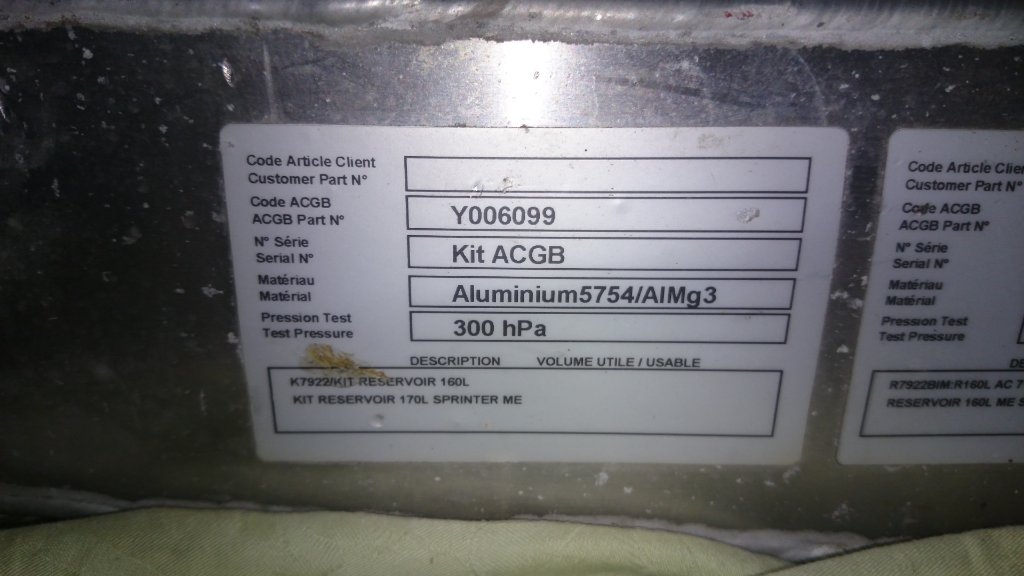 Code Article Client
Customer Part N°
Code ACGB
ACGB Part N°
Y006099
N° Série
Serial N°
Kit ACGB
Matériau
Matérial
Aluminium5754/AlMg3
Pression Test
Test Pressure
300 hPa
DESCRIPTION VOLUME UTILE / USABLE
K7922/KIT RESERVOIR 160L
KIT RESERVOIR 170L SPRINTER ME
Code Article
Customer Part N°
Code ACGB
ACGB Part N°
N° Série
Serial N°
Matériau
Matérial
Pression Test
Test Pressure
R7922BIM:R160L AC
RESERVOIR 160L ME